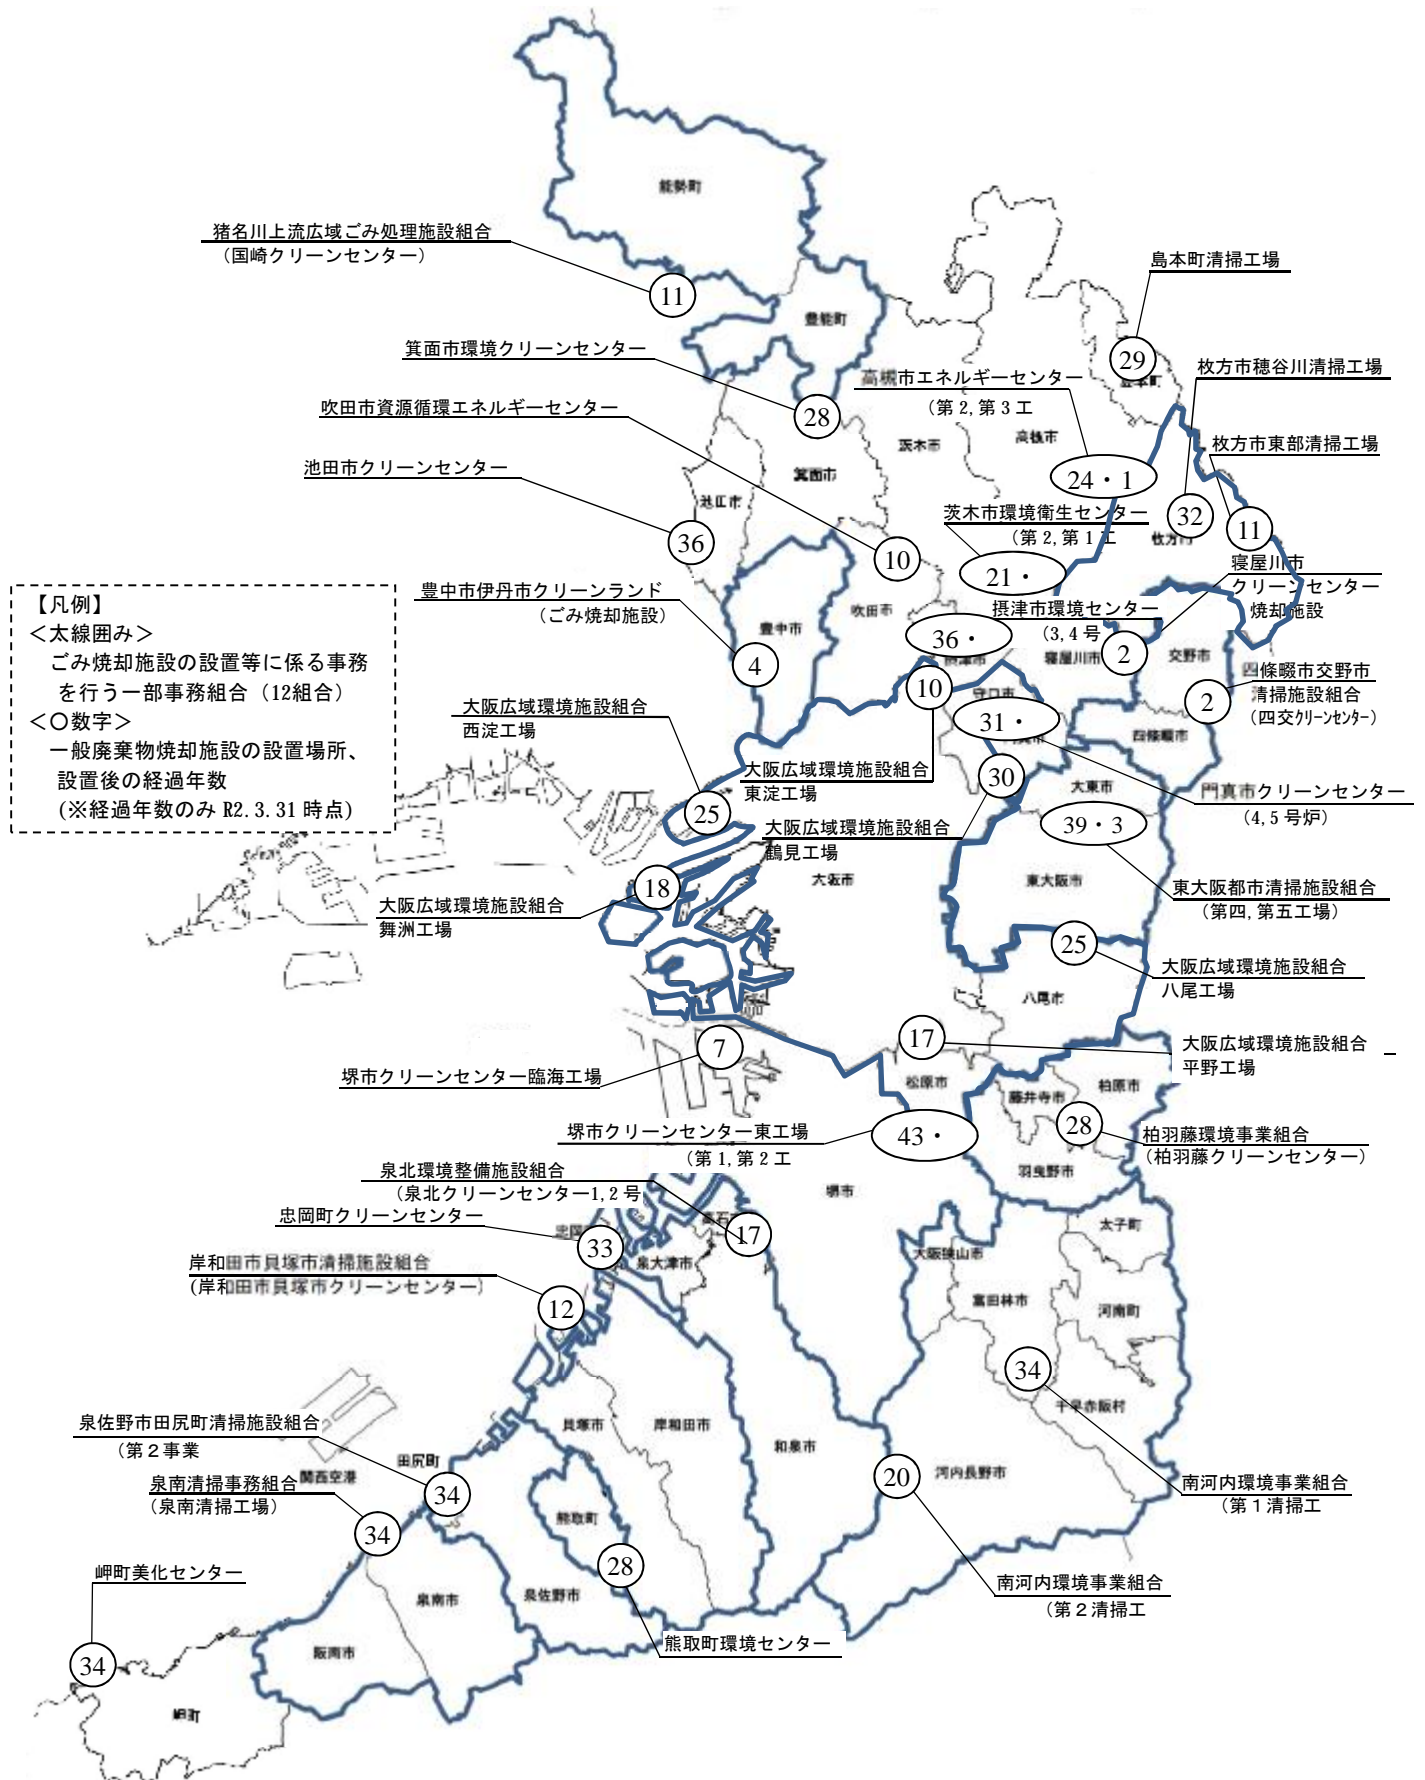 能勢町
猪名川上流広域ごみ処理施設組合
（国崎クリーンセンター）
11
島本町清掃工場
豊能町
箕面市環境クリーンセンター
29
高槻市エネルギーセンター
（第2,第3工
枚方市穂谷川清掃工場
吹田市資源循環エネルギーセンター
28
茨木市
高槻市
枚方市東部清掃工場
池田市クリーンセンター
箕面市
24・1
池田市
茨木市環境衛生センター
（第2,第1工
32
11
枚方市
36
10
21・
寝屋川市
クリーンセンター
焼却施設
【凡例】
＜太線囲み＞
ごみ焼却施設の設置等に係る事務
を行う一部事務組合（12組合）
＜〇数字＞
一般廃棄物焼却施設の設置場所、
設置後の経過年数
(※経過年数のみ R2.3.31 時点)
豊中市伊丹市クリーンランド
（ごみ焼却施設）
吹田市
豊中市
摂津市環境センター
（3,4号
36・
摂津市
寝屋川市
2
交野市
4
四條畷市交野市
清掃施設組合
（四交クリーンセンター）
10
守口市
2
31・
四條畷市
大阪広域環境施設組合
西淀工場
大阪広域環境施設組合
東淀工場
30
大東市
門真市クリーンセンター
（4,5号炉）
25
大阪広域環境施設組合
鶴見工場
39・3
18
大阪市
東大阪市
東大阪都市清掃施設組合
（第四,第五工場）
大阪広域環境施設組合
舞洲工場
25
大阪広域環境施設組合
八尾工場
八尾市
7
17
大阪広域環境施設組合
平野工場
堺市クリーンセンター臨海工場
松原市
藤井寺市
柏原市
堺市クリーンセンター東工場
（第1,第2工
43・
28
柏羽藤環境事業組合
（柏羽藤クリーンセンター）
泉北環境整備施設組合
（泉北クリーンセンター1,2号
堺市
羽曳野市
忠岡町クリーンセンター
33
17
泉大津市
太子町
大阪狭山市
岸和田市貝塚市清掃施設組合
（岸和田市貝塚市クリーンセンター）
12
富田林市
河南町
34
千早赤阪村
泉佐野市田尻町清掃施設組合
（第２事業
貝塚市
岸和田市
和泉市
田尻町
関西空港
20
河内長野市
泉南清掃事務組合
（泉南清掃工場）
34
南河内環境事業組合
（第１清掃工
34
熊取町
28
岬町美化センター
泉南市
泉佐野市
南河内環境事業組合
（第２清掃工
熊取町環境センター
阪南市
34
岬町